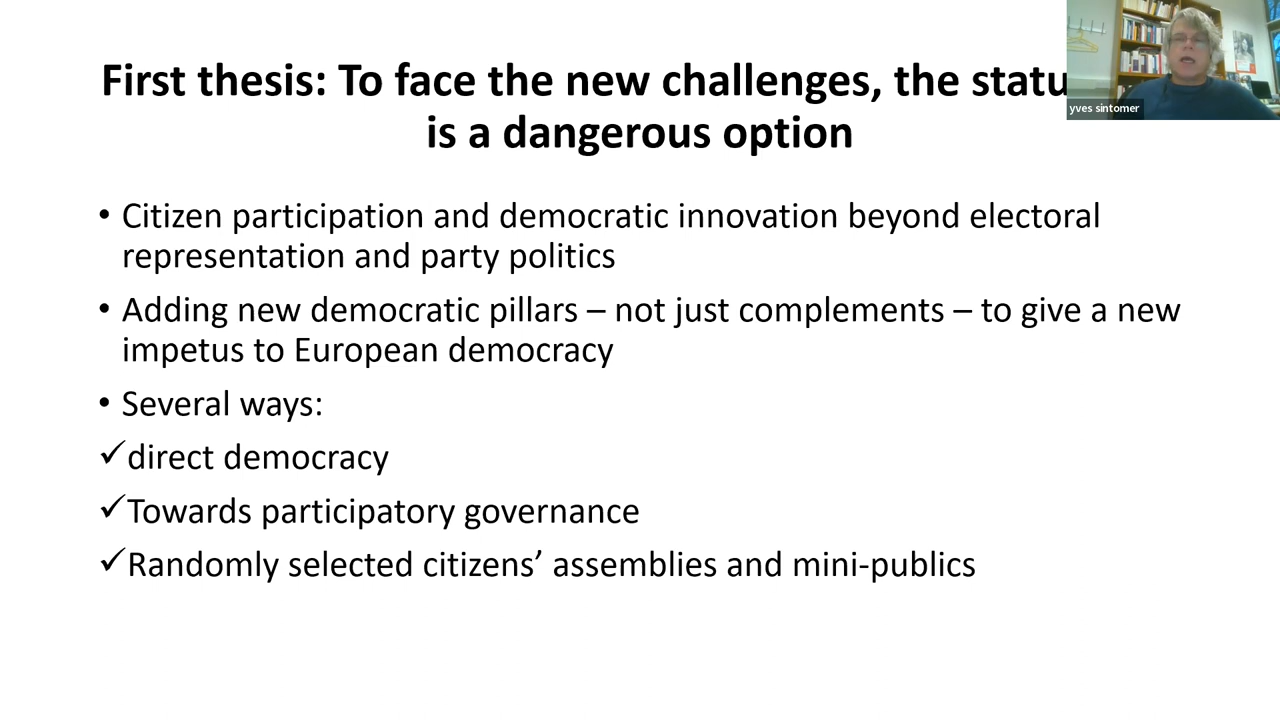 First thesis: To face the new challenges, the statu
is a dangerous option
yves sintomer
• Citizen participation and democratic innovation beyond electoral
representation and party politics
• Adding new democratic pillars – not just complements – to give a new
impetus to European democracy
• Several ways:
✓direct democracy
✓Towards participatory governance
✓Randomly selected citizens’ assemblies and mini-publics